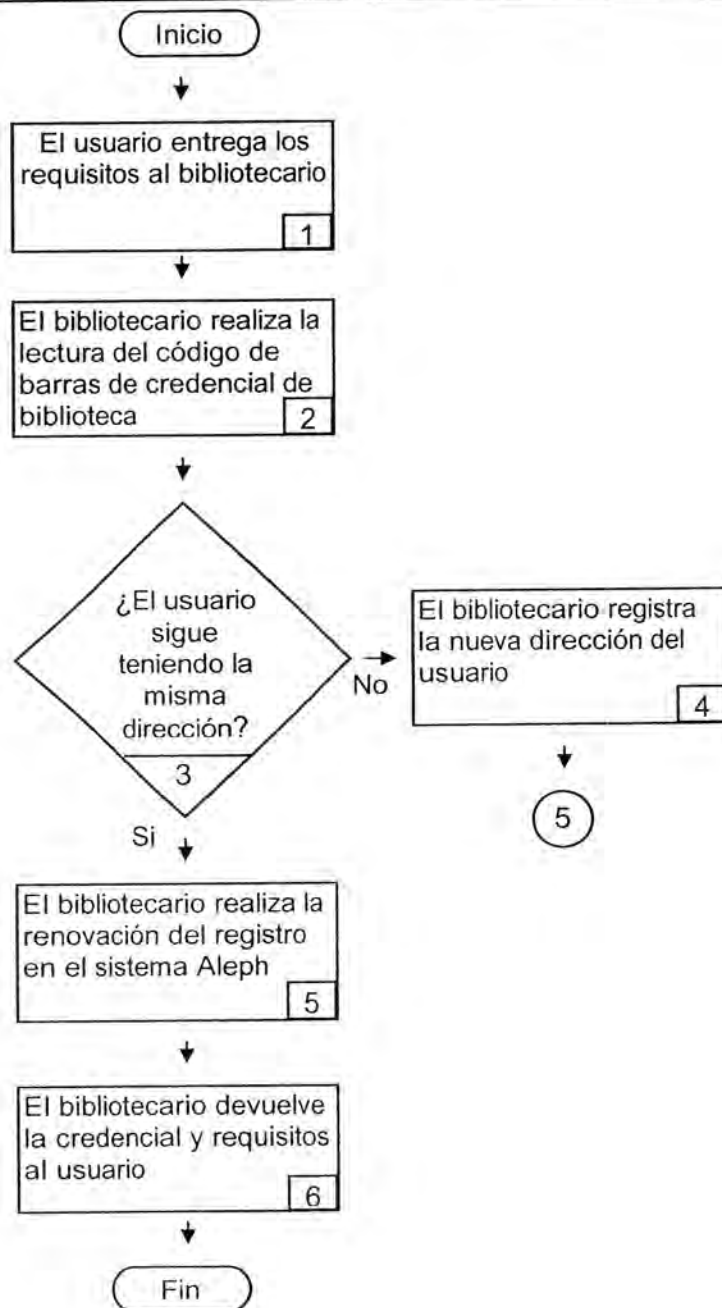 Inicio
El usuario entrega los
requisitos al bibliotecario
1
El bibliotecario realiza la
lectura del código de
barras de credencial de
biblioteca
2
¿El usuario
sigue
teniendo la
misma
dirección?
3
No
El bibliotecario registra
la nueva dirección del
usuario
4
5
Si
El bibliotecario realiza la
renovación del registro
en el sistema Aleph
5
El bibliotecario devuelve
la credencial y requisitos
al usuario
6
Fin